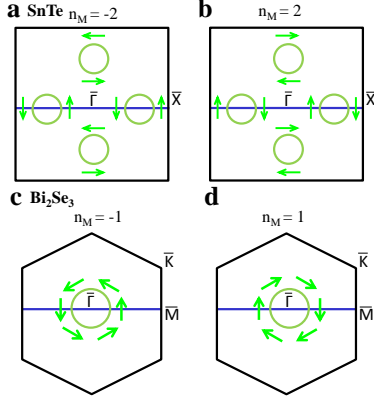 a SnTe n_M = -2
b n_M = 2
Γ̄ X̄
Γ̄ X̄
c Bi₂Se₃
n_M = -1
d n_M = 1
K̄ K̄
Γ̄ M̄
Γ̄ M̄